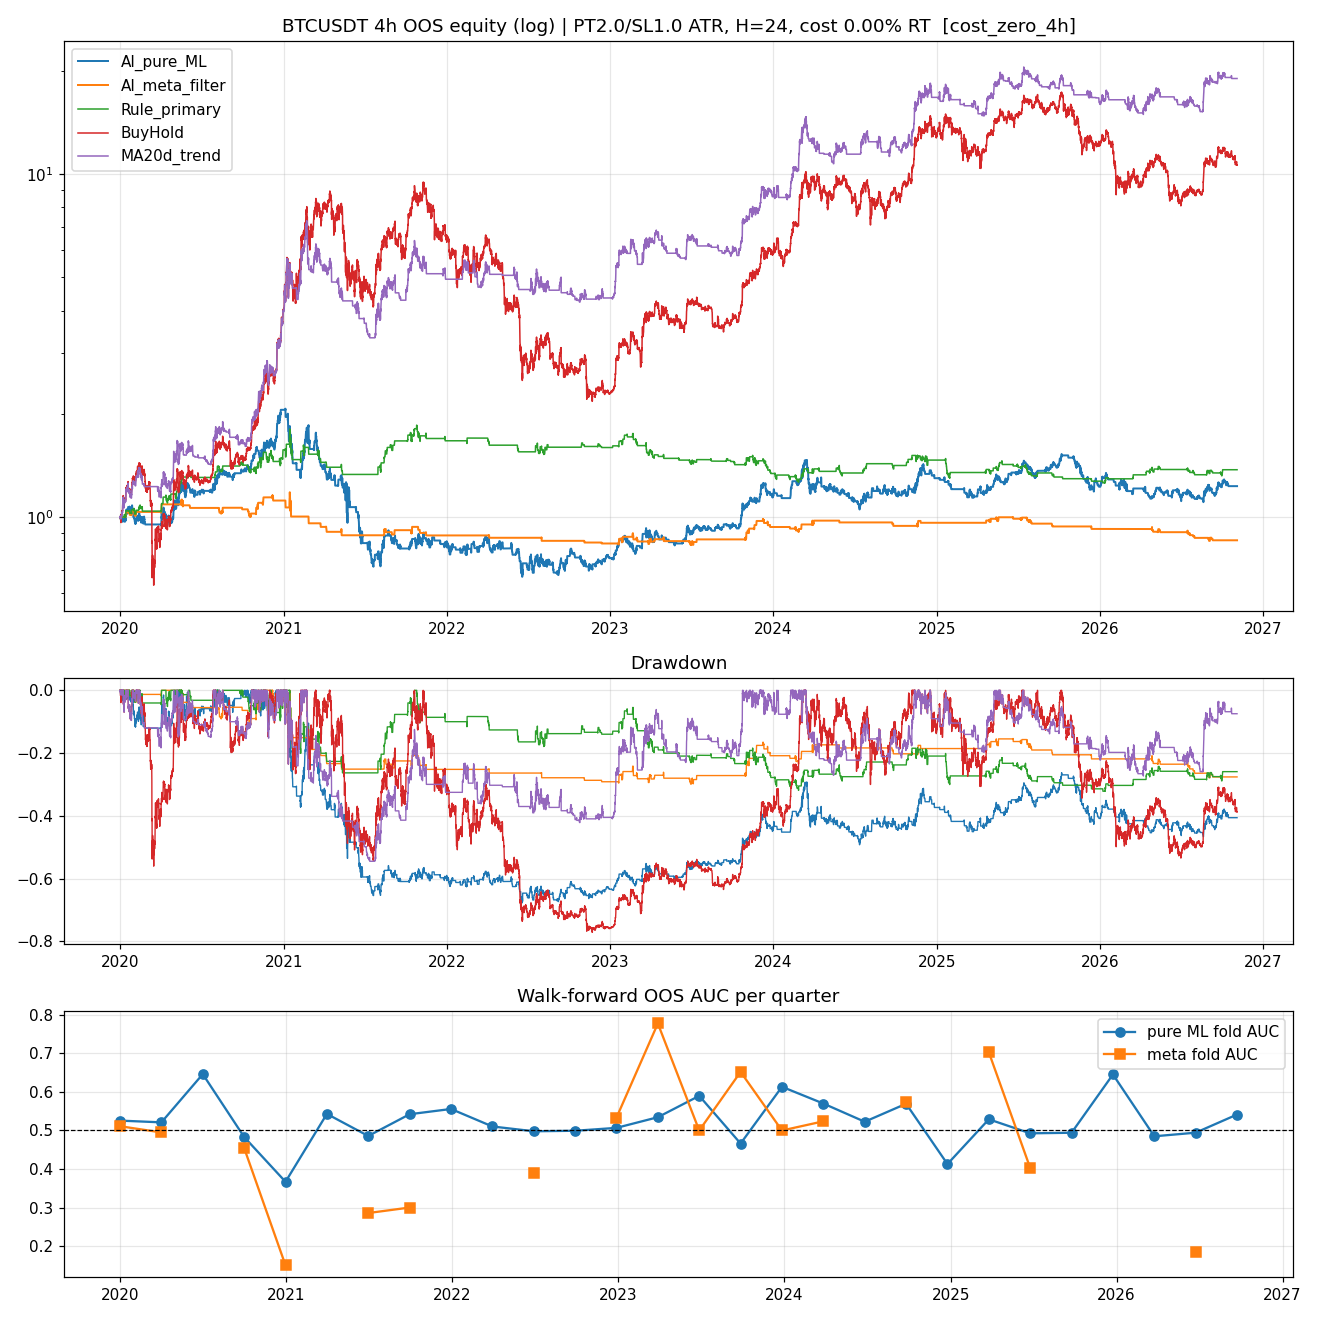 BTCUSDT 4h OOS equity (log) | PT2.0/SL1.0 ATR, H=24, cost 0.00% RT  [cost_zero_4h]
AI_pure_ML
AI_meta_filter
Rule_primary
BuyHold
MA20d_trend
10¹
10⁰
2020 2021 2022 2023 2024 2025 2026 2027
Drawdown
0.0
−0.2
−0.4
−0.6
−0.8
2020 2021 2022 2023 2024 2025 2026 2027
Walk-forward OOS AUC per quarter
pure ML fold AUC
meta fold AUC
0.8
0.7
0.6
0.5
0.4
0.3
0.2
2020 2021 2022 2023 2024 2025 2026 2027